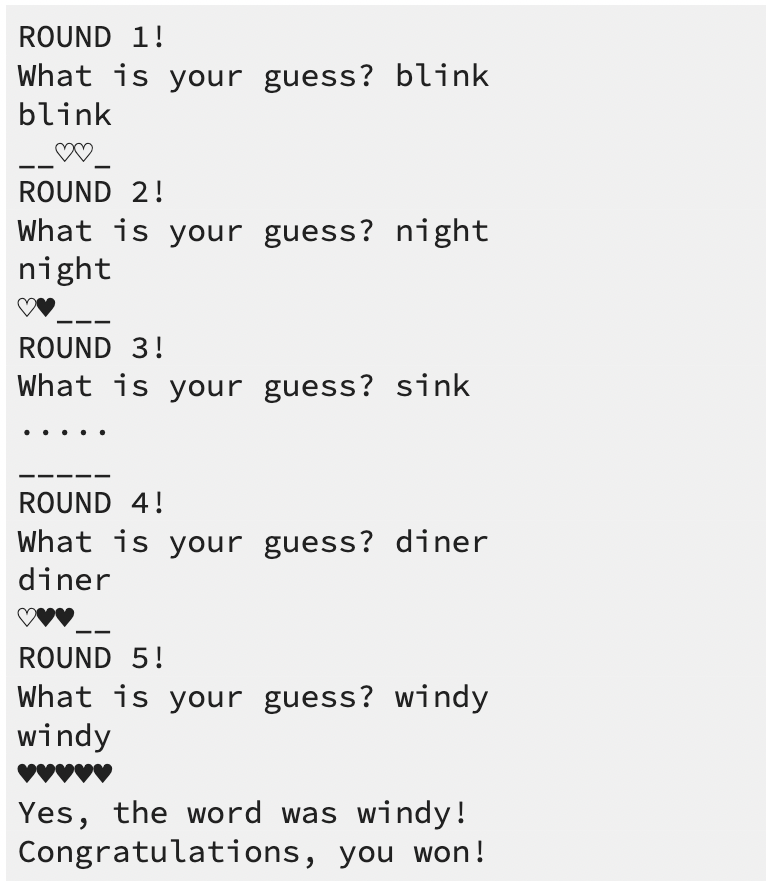 ROUND 1!
What is your guess? blink
blink
__♡♡_
ROUND 2!
What is your guess? night
night
♡♥___
ROUND 3!
What is your guess? sink
.....
_____
ROUND 4!
What is your guess? diner
diner
♡♥♥__
ROUND 5!
What is your guess? windy
windy
♥♥♥♥♥
Yes, the word was windy!
Congratulations, you won!